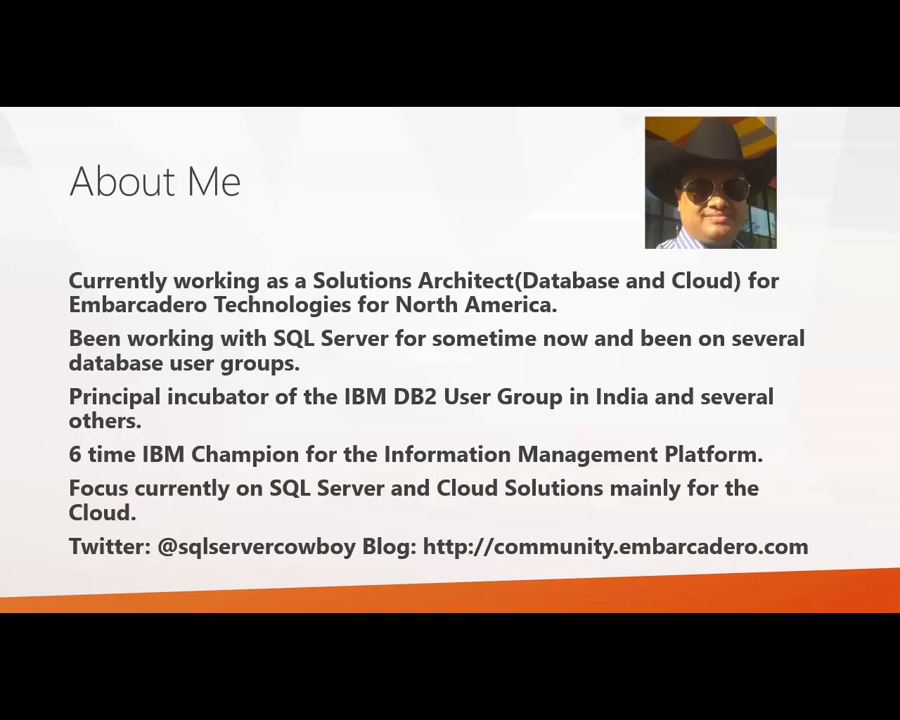 About Me
Currently working as a Solutions Architect(Database and Cloud) for
Embarcadero Technologies for North America.
Been working with SQL Server for sometime now and been on several
database user groups.
Principal incubator of the IBM DB2 User Group in India and several
others.
6 time IBM Champion for the Information Management Platform.
Focus currently on SQL Server and Cloud Solutions mainly for the
Cloud.
Twitter: @sqlservercowboy Blog: http://community.embarcadero.com